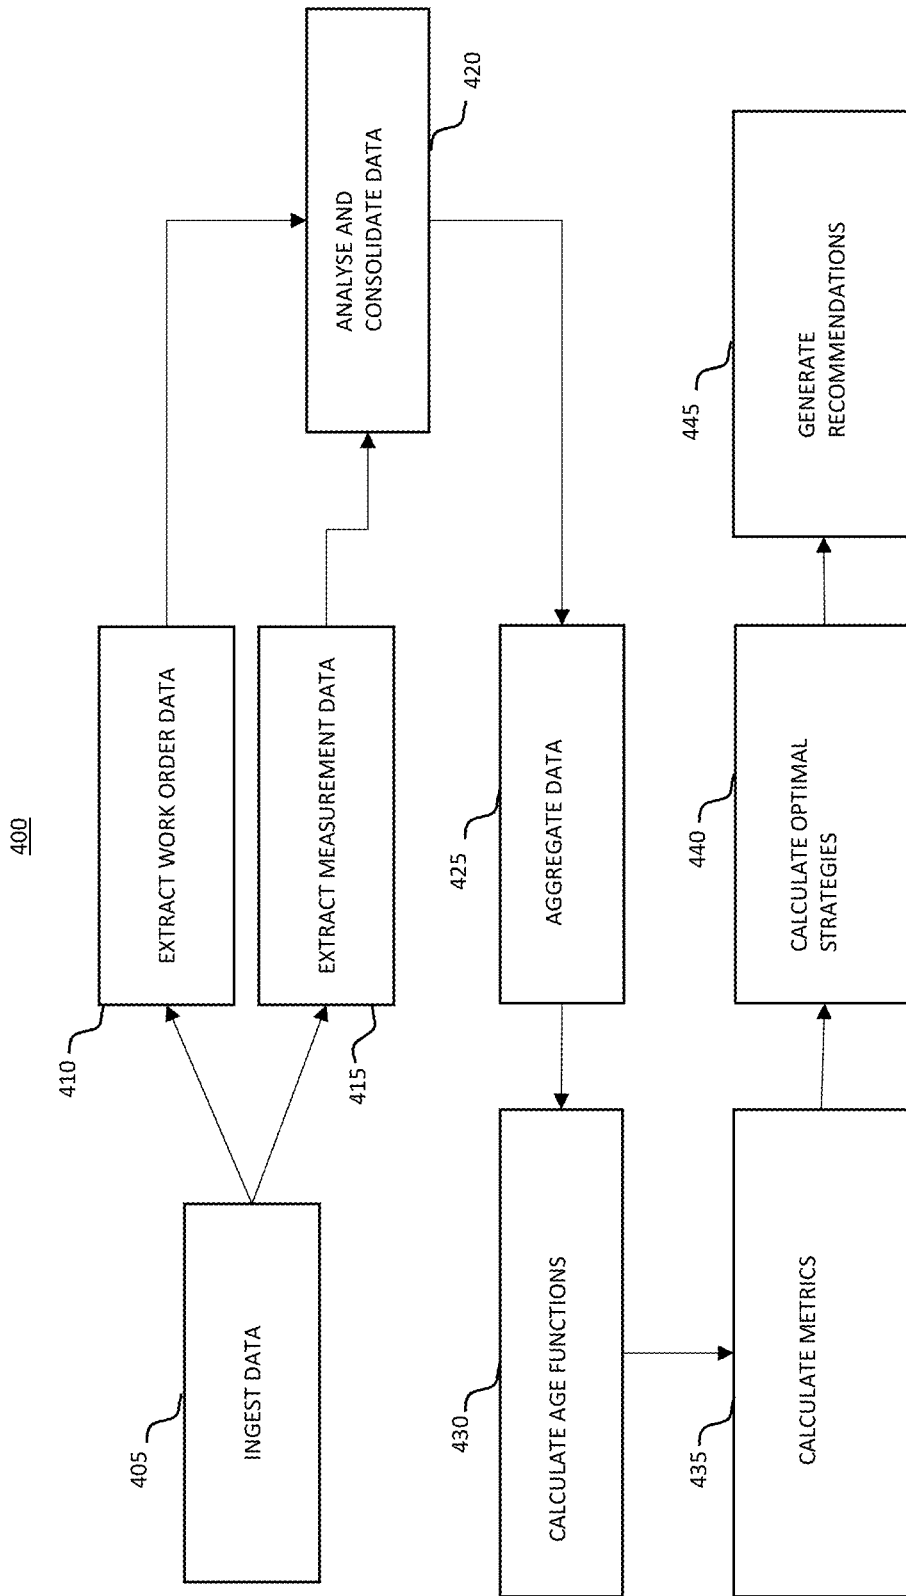 400
405
INGEST DATA
410
EXTRACT WORK ORDER DATA
415
EXTRACT MEASUREMENT DATA
420
ANALYSE AND
CONSOLIDATE DATA
425
AGGREGATE DATA
430
CALCULATE AGE FUNCTIONS
435
CALCULATE METRICS
440
CALCULATE OPTIMAL
STRATEGIES
445
GENERATE
RECOMMENDATIONS